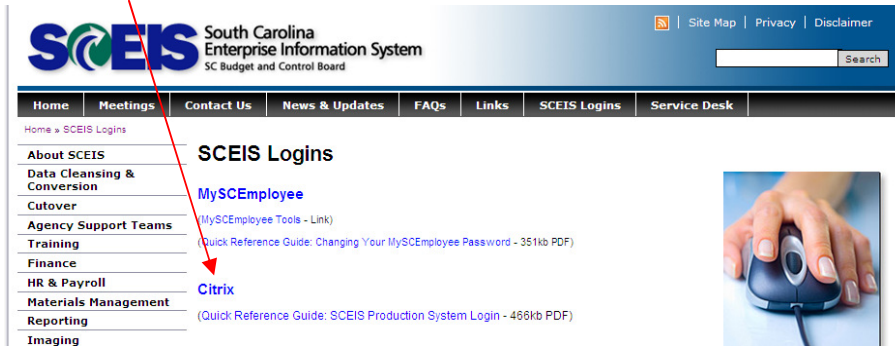 SCEIS
South Carolina
Enterprise Information System
SC Budget and Control Board
Site Map | Privacy | Disclaimer
Search
Home Meetings Contact Us News & Updates FAQs Links SCEIS Logins Service Desk
Home » SCEIS Logins
About SCEIS
Data Cleansing &
Conversion
Cutover
Agency Support Teams
Training
Finance
HR & Payroll
Materials Management
Reporting
Imaging
SCEIS Logins
MySCEmployee
(MySCEmployee Tools - Link)
(Quick Reference Guide: Changing Your MySCEmployee Password - 351kb PDF)
Citrix
(Quick Reference Guide: SCEIS Production System Login - 466kb PDF)